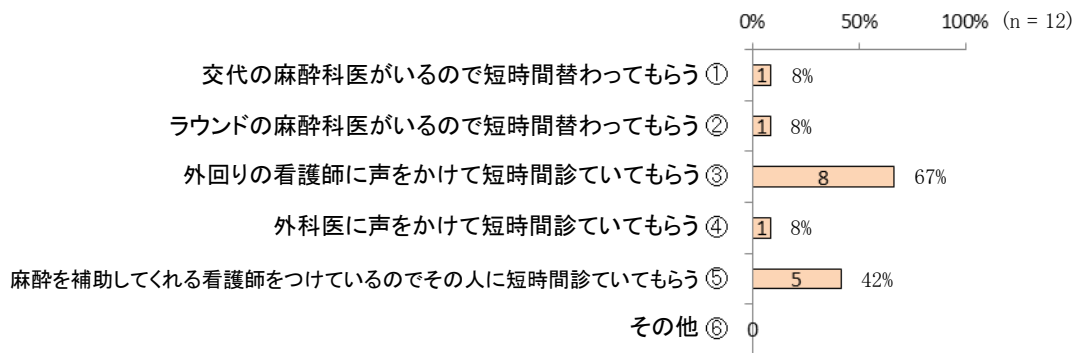 0% 50% 100% (n = 12)
交代の麻酔科医がいるので短時間替わってもらう ① 1 8%
ラウンドの麻酔科医がいるので短時間替わってもらう ② 1 8%
外回りの看護師に声をかけて短時間診ていてもらう ③ 8 67%
外科医に声をかけて短時間診ていてもらう ④ 1 8%
麻酔を補助してくれる看護師をつけているのでその人に短時間診ていてもらう ⑤ 5 42%
その他 ⑥ 0